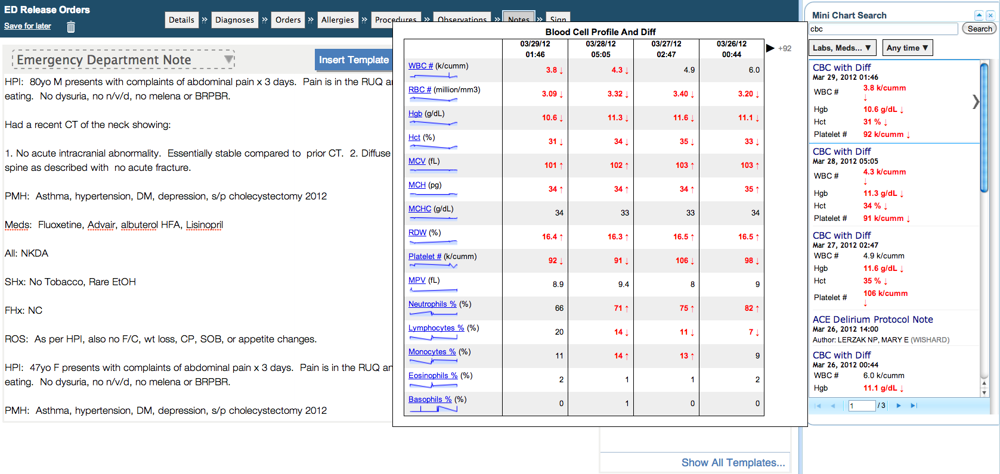 ED Release Orders
Save for later
Details » Diagnoses » Orders » Allergies » Procedures » Observations » Notes » Sign
Emergency Department Note
Insert Template
HPI:  80yo M presents with complaints of abdominal pain x 3 days.  Pain is in the RUQ
eating.  No dysuria, no n/v/d, no melena or BRPBR.
Had a recent CT of the neck showing:
1. No acute intracranial abnormality.  Essentially stable compared to  prior CT.  2. Diffuse
spine as described with  no acute fracture.
PMH:  Asthma, hypertension, DM, depression, s/p cholecystectomy 2012
Meds:  Fluoxetine, Advair, albuterol HFA, Lisinopril
All: NKDA
SHx: No Tobacco, Rare EtOH
FHx: NC
ROS:  As per HPI, also no F/C, wt loss, CP, SOB, or appetite changes.
HPI:  47yo F presents with complaints of abdominal pain x 3 days.  Pain is in the RUQ
eating.  No dysuria, no n/v/d, no melena or BRPBR.
PMH:  Asthma, hypertension, DM, depression, s/p cholecystectomy 2012
Blood Cell Profile And Diff
03/29/12 03/28/12 03/27/12 03/26/12
01:46 05:05 02:47 00:44
▶ +92
WBC # (k/cumm) 3.8 ↓ 4.3 ↓ 4.9 6.0
RBC # (million/mm3) 3.09 ↓ 3.32 ↓ 3.40 ↓ 3.20 ↓
Hgb (g/dL) 10.6 ↓ 11.3 ↓ 11.6 ↓ 11.1 ↓
Hct (%) 31 ↓ 34 ↓ 35 ↓ 33 ↓
MCV (fL) 101 ↑ 102 ↑ 103 ↑ 103 ↑
MCH (pg) 34 ↑ 34 ↑ 34 ↑ 35 ↑
MCHC (g/dL) 34 33 33 34
RDW (%) 16.4 ↑ 16.3 ↑ 16.5 ↑ 16.5 ↑
Platelet # (k/cumm) 92 ↓ 91 ↓ 106 ↓ 98 ↓
MPV (fL) 8.9 9.4 8 9
Neutrophils % (%) 66 71 ↑ 75 ↑ 82 ↑
Lymphocytes % (%) 20 14 ↓ 11 ↓ 7 ↓
Monocytes % (%) 11 14 ↑ 13 ↑ 9
Eosinophils % (%) 2 1 1 2
Basophils % (%) 0 1 0 0
Show All Templates...
Mini Chart Search
cbc
Search
Labs, Meds... ▼ Any time ▼
CBC with Diff
Mar 29, 2012 01:46
WBC # 3.8 k/cumm
↓
Hgb 10.6 g/dL ↓
Hct 31 % ↓
Platelet # 92 k/cumm ↓
CBC with Diff
Mar 28, 2012 05:05
WBC # 4.3 k/cumm
↓
Hgb 11.3 g/dL ↓
Hct 34 % ↓
Platelet # 91 k/cumm ↓
CBC with Diff
Mar 27, 2012 02:47
WBC # 4.9 k/cumm
Hgb 11.6 g/dL ↓
Hct 35 % ↓
Platelet # 106 k/cumm
↓
ACE Delirium Protocol Note
Mar 26, 2012 14:00
Author: LERZAK NP, MARY E (WISHARD)
CBC with Diff
Mar 26, 2012 00:44
WBC # 6.0 k/cumm
Hgb 11.1 g/dL ↓
1 / 3